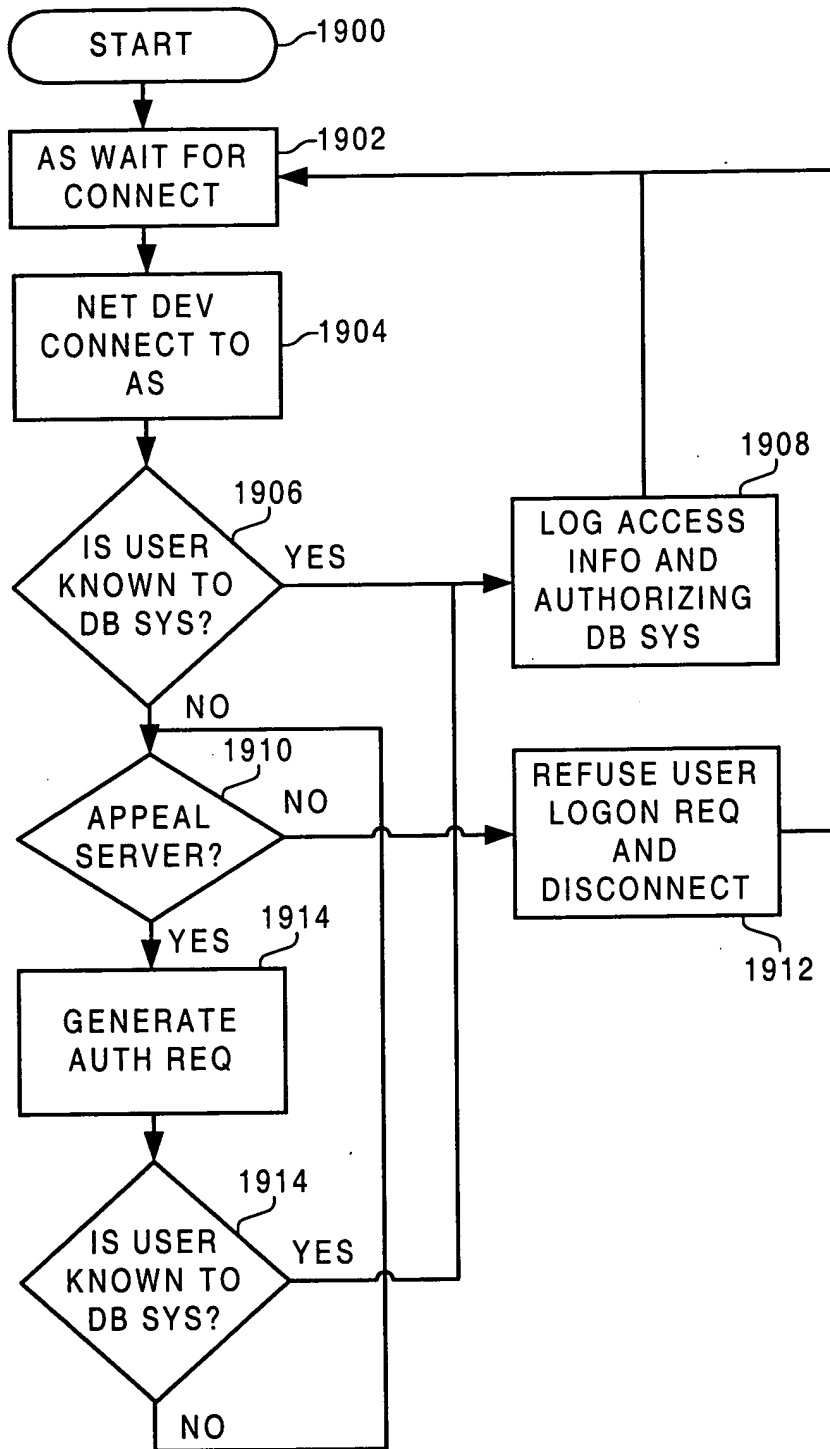 START
1900
AS WAIT FOR
CONNECT
1902
NET DEV
CONNECT TO
AS
1904
IS USER
KNOWN TO
DB SYS?
1906
YES
NO
LOG ACCESS
INFO AND
AUTHORIZING
DB SYS
1908
APPEAL
SERVER?
1910
NO
YES
REFUSE USER
LOGON REQ
AND
DISCONNECT
1912
GENERATE
AUTH REQ
1914
IS USER
KNOWN TO
DB SYS?
1914
YES
NO